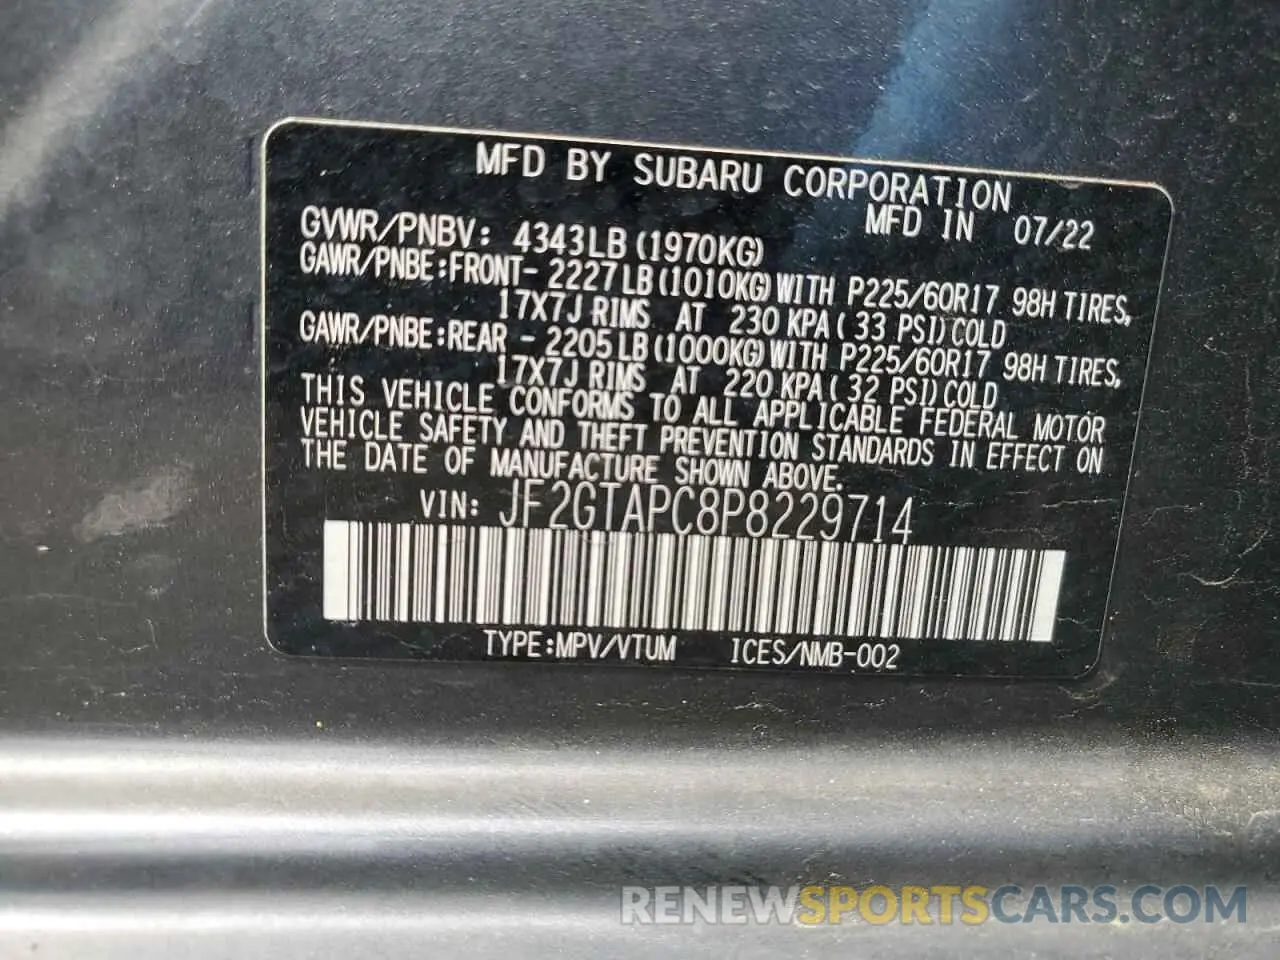 MFD BY SUBARU CORPORATION
MFD IN 07/22
GVWR/PNBV: 4343LB (1970KG)
GAWR/PNBE:FRONT- 2227LB (1010KG) WITH P225/60R17 98H TIRES,
17X7J RIMS AT 230 KPA ( 33 PSI) COLD
GAWR/PNBE:REAR - 2205LB (1000KG) WITH P225/60R17 98H TIRES,
17X7J RIMS AT 220 KPA ( 32 PSI) COLD
THIS VEHICLE CONFORMS TO ALL APPLICABLE FEDERAL MOTOR
VEHICLE SAFETY AND THEFT PREVENTION STANDARDS IN EFFECT ON
THE DATE OF MANUFACTURE SHOWN ABOVE.
VIN: JF2GTAPC8P8229714
TYPE:MPV/VTUM ICES/NMB-002
RENEWSPORTSCARS.COM